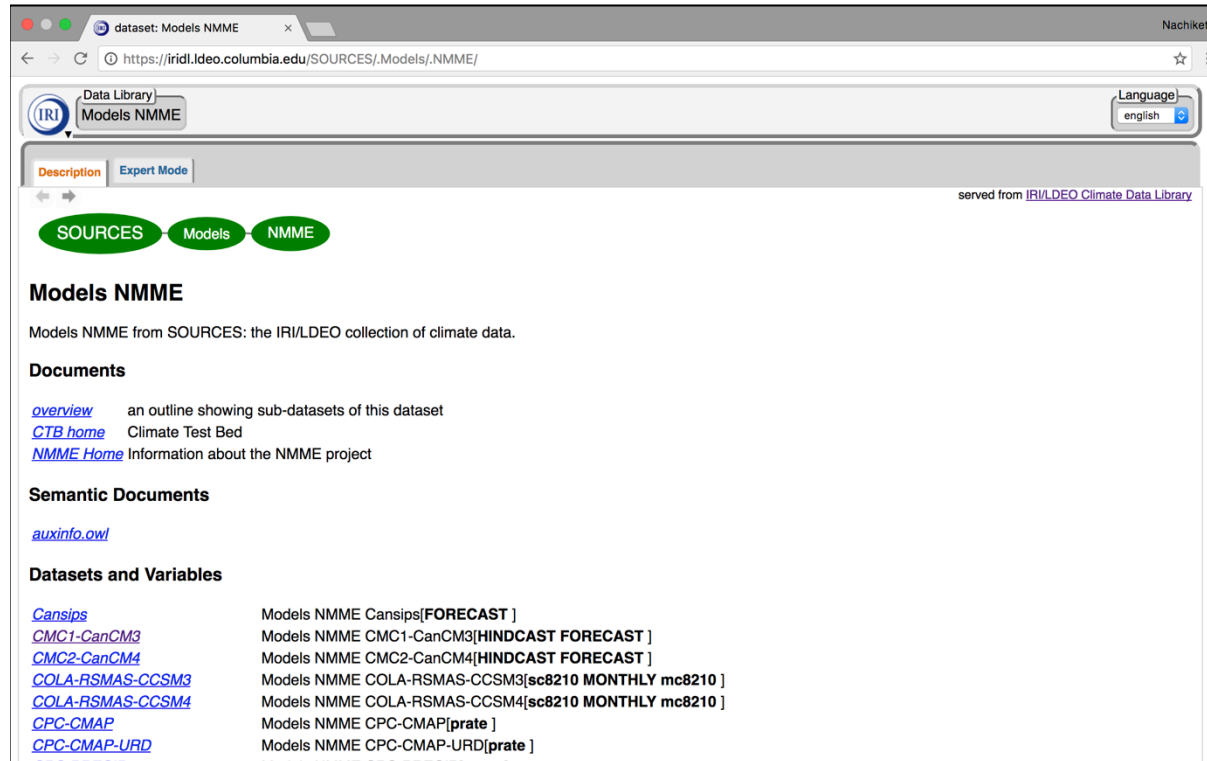 dataset: Models NMME
Nachiket
https://iridl.ldeo.columbia.edu/SOURCES/.Models/.NMME/
IRI
Data Library
Models NMME
Language
english
Description
Expert Mode
served from IRI/LDEO Climate Data Library
SOURCES Models NMME
Models NMME
Models NMME from SOURCES: the IRI/LDEO collection of climate data.
Documents
overview an outline showing sub-datasets of this dataset
CTB home Climate Test Bed
NMME Home Information about the NMME project
Semantic Documents
auxinfo.owl
Datasets and Variables
Cansips Models NMME Cansips[FORECAST ]
CMC1-CanCM3 Models NMME CMC1-CanCM3[HINDCAST FORECAST ]
CMC2-CanCM4 Models NMME CMC2-CanCM4[HINDCAST FORECAST ]
COLA-RSMAS-CCSM3 Models NMME COLA-RSMAS-CCSM3[sc8210 MONTHLY mc8210 ]
COLA-RSMAS-CCSM4 Models NMME COLA-RSMAS-CCSM4[sc8210 MONTHLY mc8210 ]
CPC-CMAP Models NMME CPC-CMAP[prate ]
CPC-CMAP-URD Models NMME CPC-CMAP-URD[prate ]